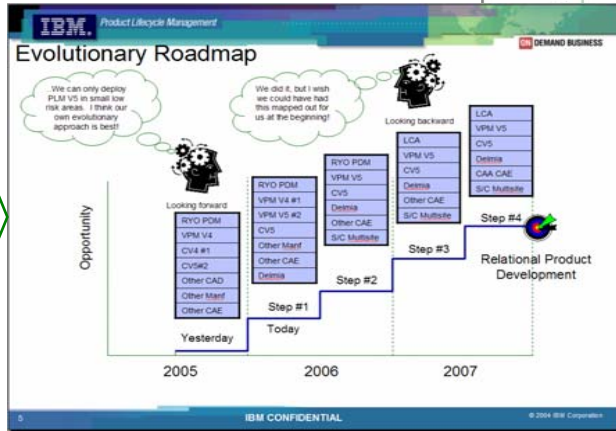 IBM. Product Lifecycle Management
ON DEMAND BUSINESS
Evolutionary Roadmap
..We can only deploy
PLM V5 in small low
risk areas. I think our
own evolutionary
approach is best!
We did it, but I wish
we could have had
this mapped out for
us at the beginning!
Looking forward
Looking backward
Opportunity
RYO PDM
VPM V4
CV4 #1
CV5#2
Other CAD
Other Manf
Other CAE
RYO PDM
VPM V4 #1
VPM V5 #2
CV5
Other Manf
Other CAE
Delmia
RYO PDM
VPM V5
CV5
Delmia
Other CAE
S/C Multisite
LCA
VPM V5
CV5
Delmia
Other CAE
S/C Multisite
LCA
VPM V5
CV5
Delmia
CAA CAE
S/C Multisite
Yesterday
Step #1
Today
Step #2
Step #3
Step #4
Relational Product
Development
2005
2006
2007
5
IBM CONFIDENTIAL
© 2004 IBM Corporation